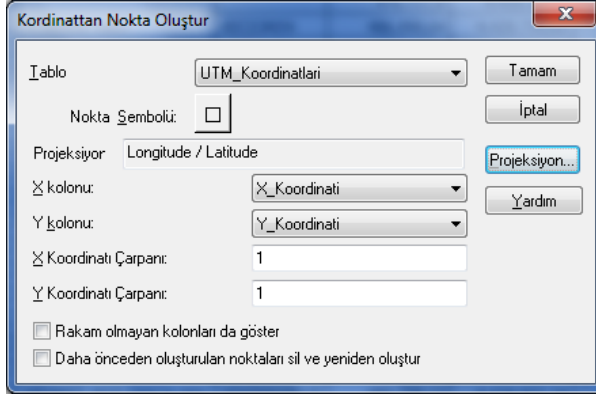 Kordinattan Nokta Oluştur
Tablo UTM_Koordinatlari Tamam
Nokta Sembolü: İptal
Projeksiyor Longitude / Latitude Projeksiyon...
X kolonu: X_Koordinati Yardım
Y kolonu: Y_Koordinati
X Koordinatı Çarpanı: 1
Y Koordinatı Çarpanı: 1
Rakam olmayan kolonları da göster
Daha önceden oluşturulan noktaları sil ve yeniden oluştur